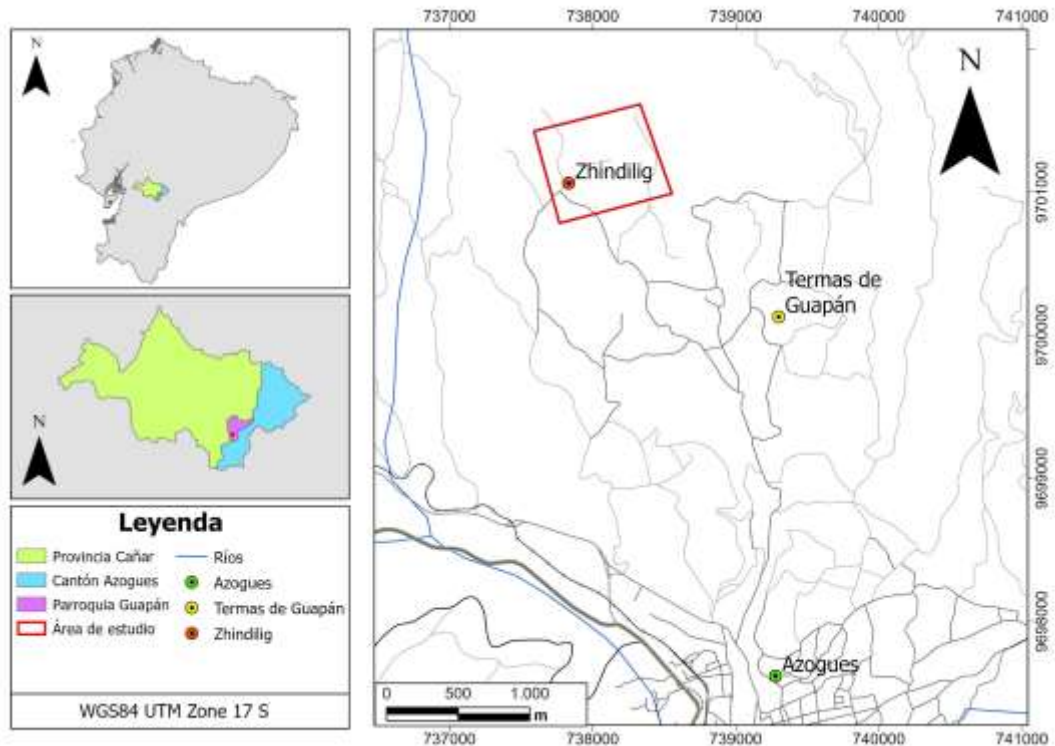 N
N
Leyenda
Provincia Cañar
Cantón Azogues
Parroquia Guapán
Área de estudio
Ríos
Azogues
Termas de Guapán
Zhindilig
WGS84 UTM Zone 17 S
737000 738000 739000 740000 741000
N
Zhindilig
Termas de
Guapán
Azogues
9701000
9700000
9699000
9698000
0 500 1.000
m
737000 738000 739000 740000 741000